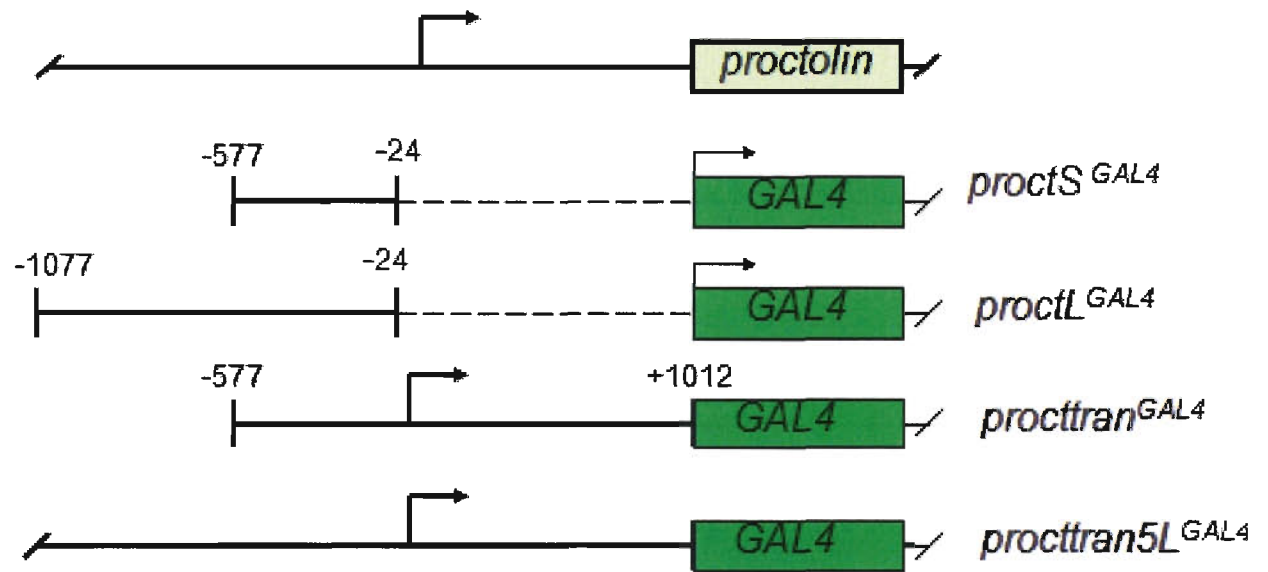 proctolin
-577 -24
GAL4 proctS GAL4
-1077 -24
GAL4 proctL GAL4
-577 +1012
GAL4 procttran GAL4
GAL4 procttran5L GAL4